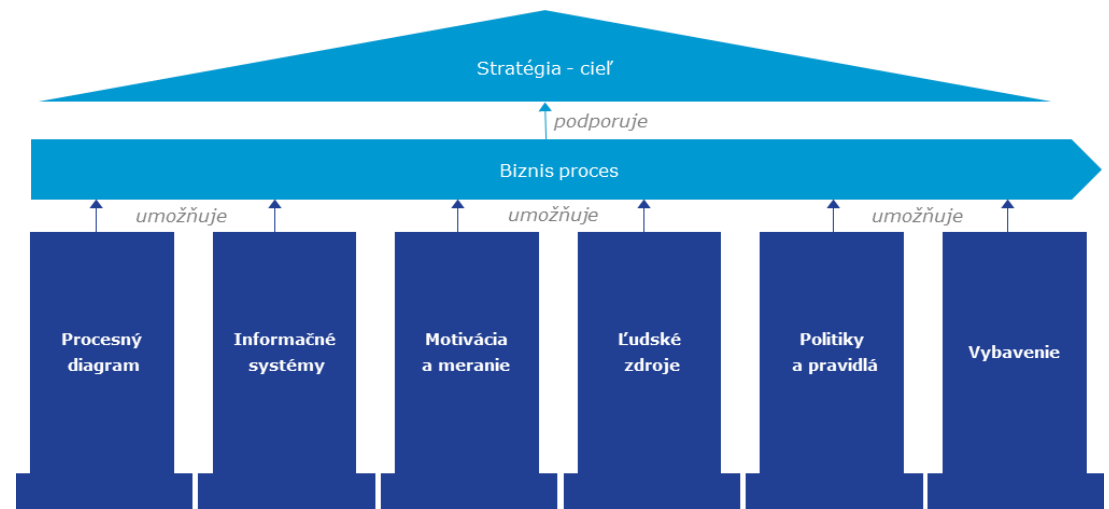 Stratégia - cieľ
podporuje
Biznis proces
umožňuje
umožňuje
umožňuje
Procesný
diagram
Informačné
systémy
Motivácia
a meranie
Ľudské
zdroje
Politiky
a pravidlá
Vybavenie